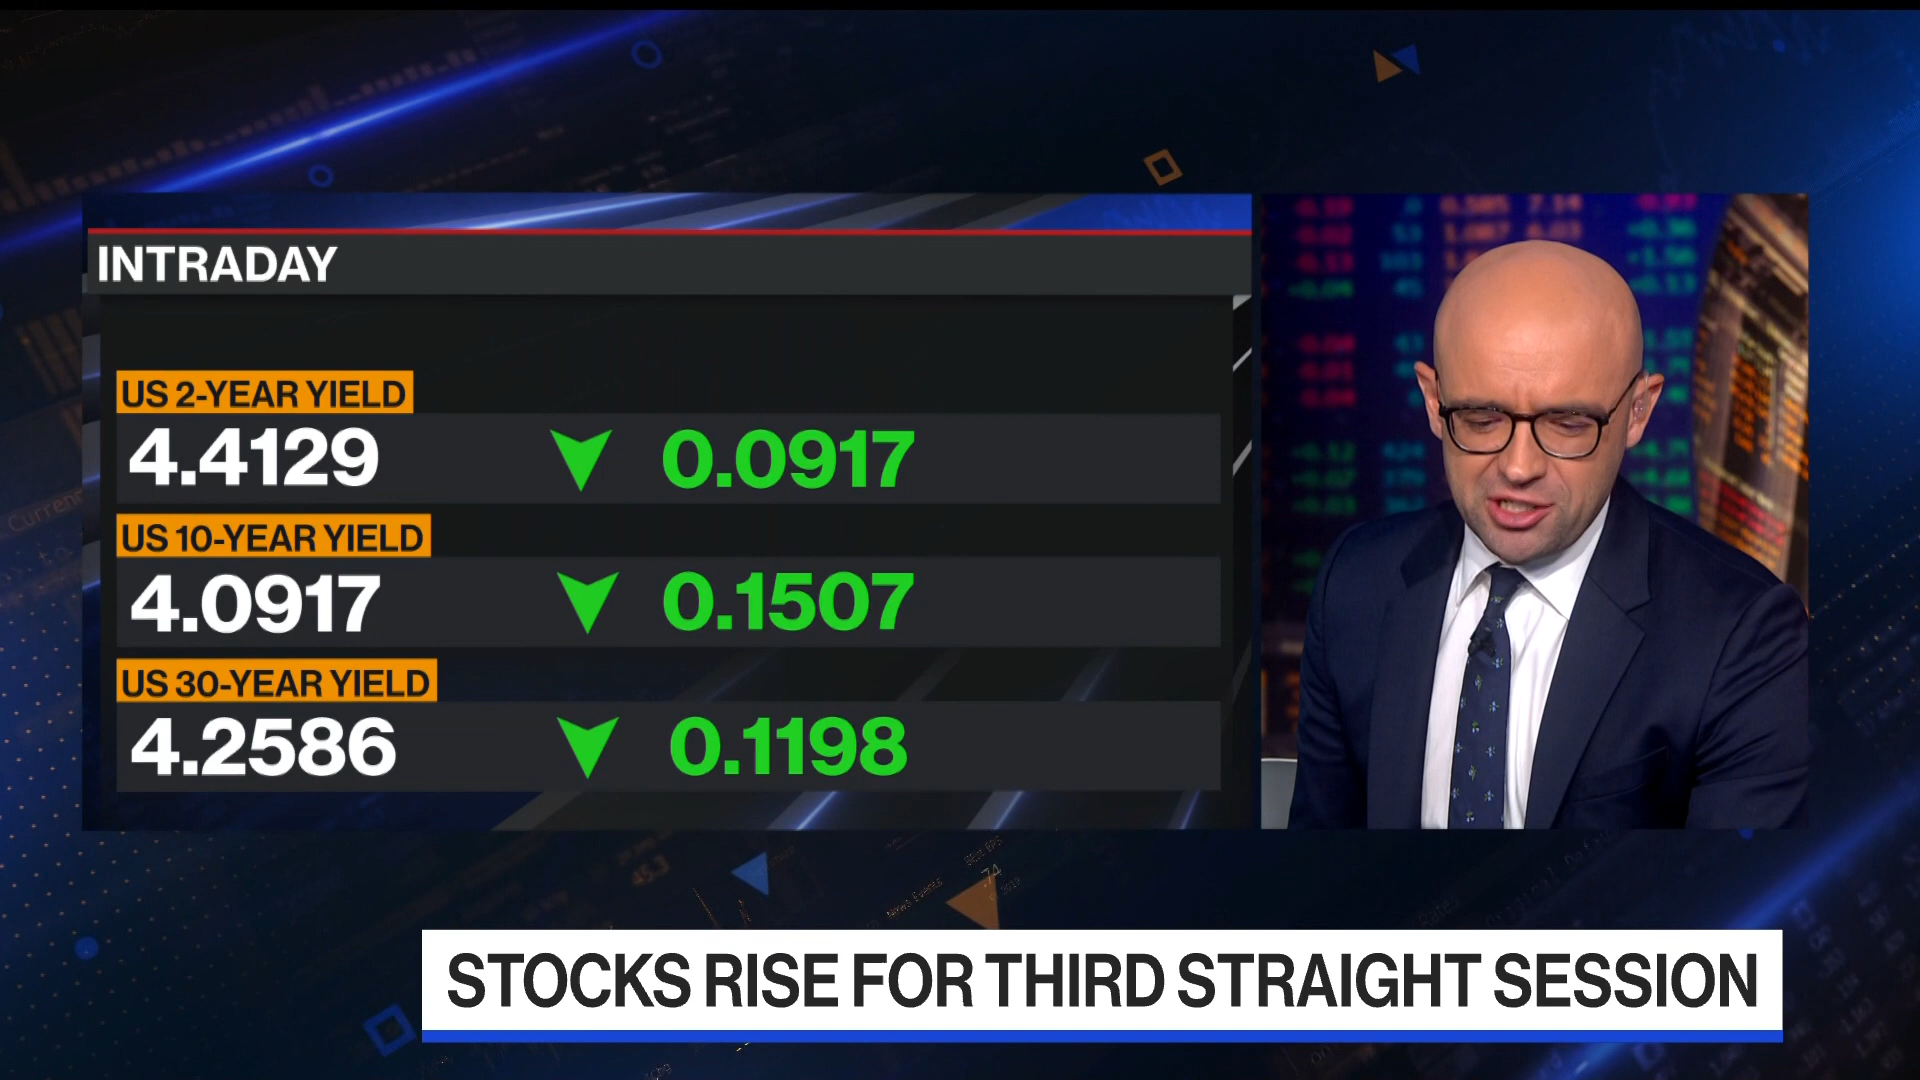 INTRADAY
US 2-YEAR YIELD
4.4129 0.0917
US 10-YEAR YIELD
4.0917 0.1507
US 30-YEAR YIELD
4.2586 0.1198
STOCKS RISE FOR THIRD STRAIGHT SESSION